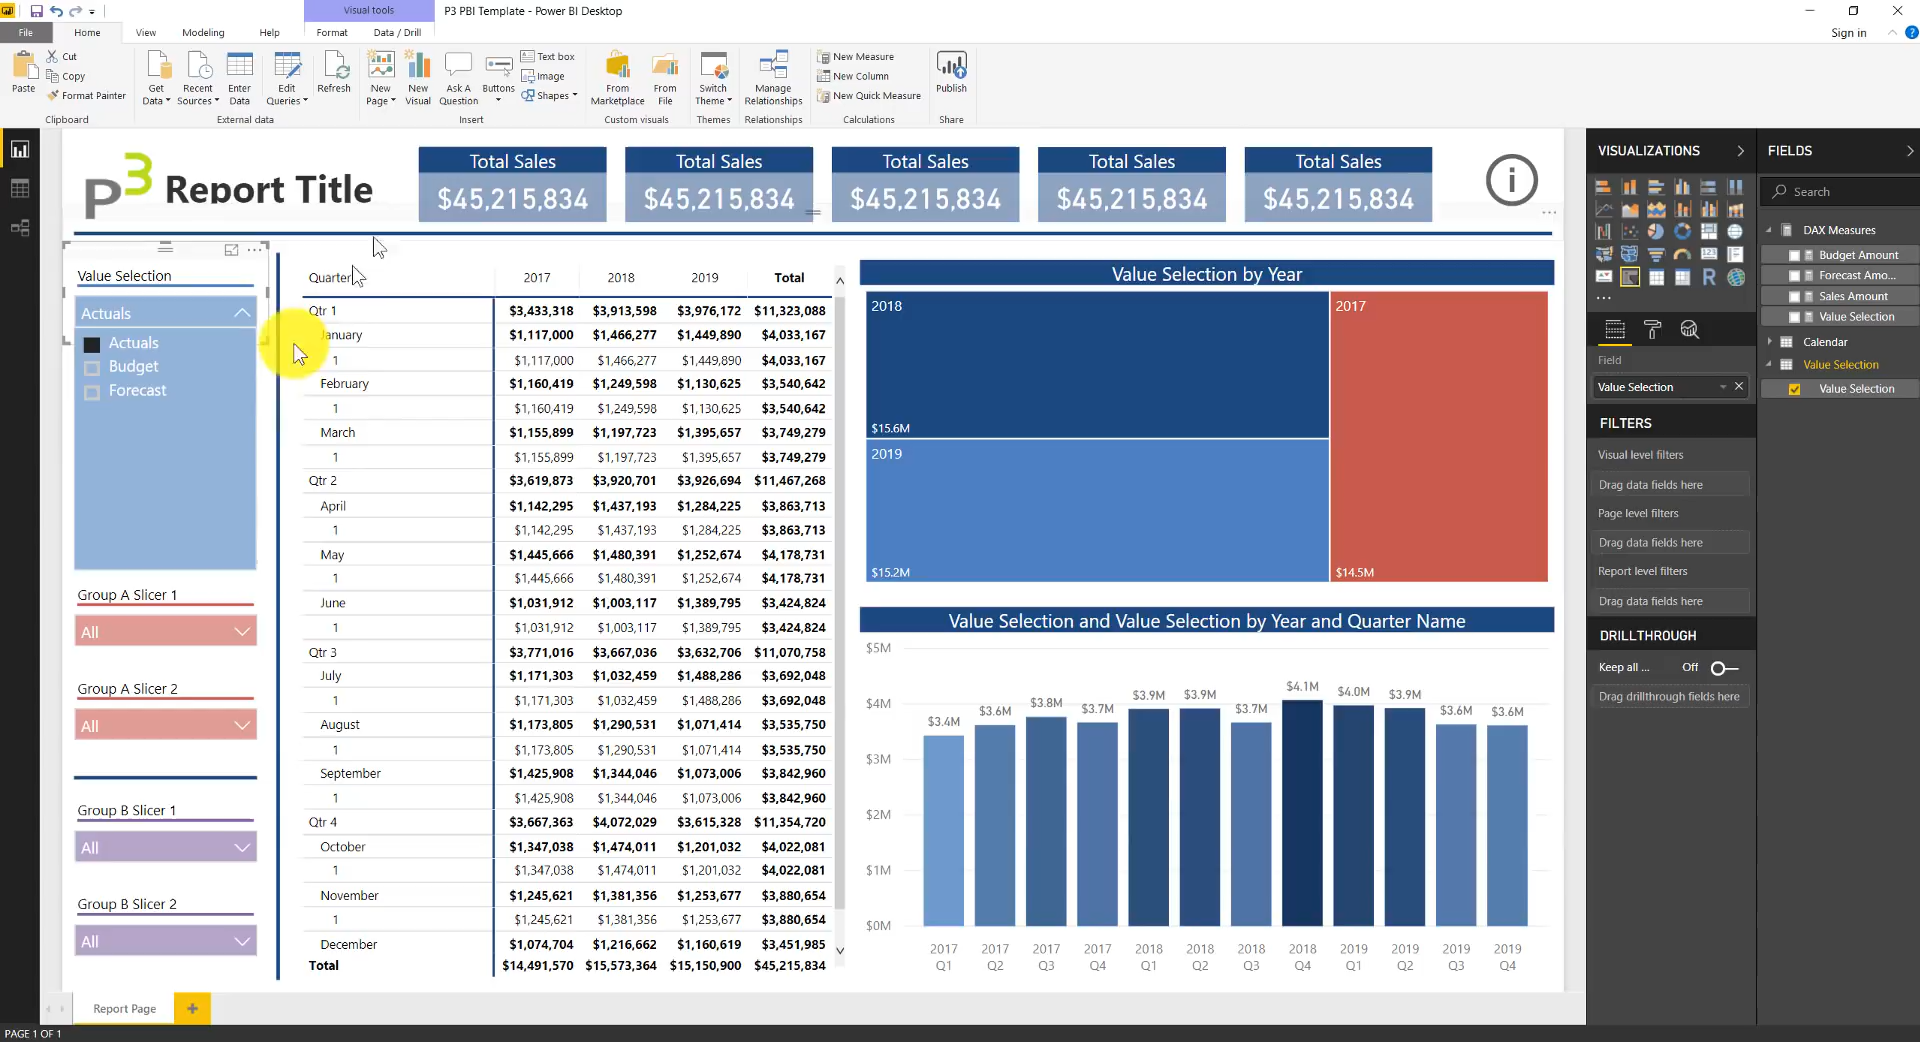 Visual tools
P3 PBI Template - Power BI Desktop
File
Home
View
Modeling
Help
Format
Data / Drill
Sign in
Paste
Cut
Copy
Format Painter
Clipboard
Get Data
Recent Sources
Enter Data
Edit Queries
Refresh
External data
New Page
New Visual
Ask A Question
Buttons
Text box
Image
Shapes
Insert
From Marketplace
From File
Custom visuals
Switch Theme
Themes
Manage Relationships
Relationships
New Measure
New Column
New Quick Measure
Calculations
Publish
Share
P3 Report Title
Total Sales
$45,215,834
Total Sales
$45,215,834
Total Sales
$45,215,834
Total Sales
$45,215,834
Total Sales
$45,215,834
i
Value Selection
Actuals
Actuals
Budget
Forecast
Group A Slicer 1
All
Group A Slicer 2
All
Group B Slicer 1
All
Group B Slicer 2
All
Quarter 2017 2018 2019 Total
Qtr 1 $3,433,318 $3,913,598 $3,976,172 $11,323,088
January $1,117,000 $1,466,277 $1,449,890 $4,033,167
1 $1,117,000 $1,466,277 $1,449,890 $4,033,167
February $1,160,419 $1,249,598 $1,130,625 $3,540,642
1 $1,160,419 $1,249,598 $1,130,625 $3,540,642
March $1,155,899 $1,197,723 $1,395,657 $3,749,279
1 $1,155,899 $1,197,723 $1,395,657 $3,749,279
Qtr 2 $3,619,873 $3,920,701 $3,926,694 $11,467,268
April $1,142,295 $1,437,193 $1,284,225 $3,863,713
1 $1,142,295 $1,437,193 $1,284,225 $3,863,713
May $1,445,666 $1,480,391 $1,252,674 $4,178,731
1 $1,445,666 $1,480,391 $1,252,674 $4,178,731
June $1,031,912 $1,003,117 $1,389,795 $3,424,824
1 $1,031,912 $1,003,117 $1,389,795 $3,424,824
Qtr 3 $3,771,016 $3,667,036 $3,632,706 $11,070,758
July $1,171,303 $1,032,459 $1,488,286 $3,692,048
1 $1,171,303 $1,032,459 $1,488,286 $3,692,048
August $1,173,805 $1,290,531 $1,071,414 $3,535,750
1 $1,173,805 $1,290,531 $1,071,414 $3,535,750
September $1,425,908 $1,344,046 $1,073,006 $3,842,960
1 $1,425,908 $1,344,046 $1,073,006 $3,842,960
Qtr 4 $3,667,363 $4,072,029 $3,615,328 $11,354,720
October $1,347,038 $1,474,011 $1,201,032 $4,022,081
1 $1,347,038 $1,474,011 $1,201,032 $4,022,081
November $1,245,621 $1,381,356 $1,253,677 $3,880,654
1 $1,245,621 $1,381,356 $1,253,677 $3,880,654
December $1,074,704 $1,216,662 $1,160,619 $3,451,985
Total $14,491,570 $15,573,364 $15,150,900 $45,215,834
Value Selection by Year
2018
$15.6M
2019
$15.2M
2017
$14.5M
Value Selection and Value Selection by Year and Quarter Name
$5M
$4M
$3M
$2M
$1M
$0M
$3.4M $3.6M $3.8M $3.7M $3.9M $3.9M $3.7M $4.1M $4.0M $3.9M $3.6M $3.6M
2017 2017 2017 2017 2018 2018 2018 2018 2019 2019 2019 2019
Q1 Q2 Q3 Q4 Q1 Q2 Q3 Q4 Q1 Q2 Q3 Q4
VISUALIZATIONS
R
Field
Value Selection
FILTERS
Visual level filters
Drag data fields here
Page level filters
Drag data fields here
Report level filters
Drag data fields here
DRILLTHROUGH
Keep all ... Off
Drag drillthrough fields here
FIELDS
Search
DAX Measures
Budget Amount
Forecast Amo...
Sales Amount
Value Selection
Calendar
Value Selection
Value Selection
Report Page
PAGE 1 OF 1